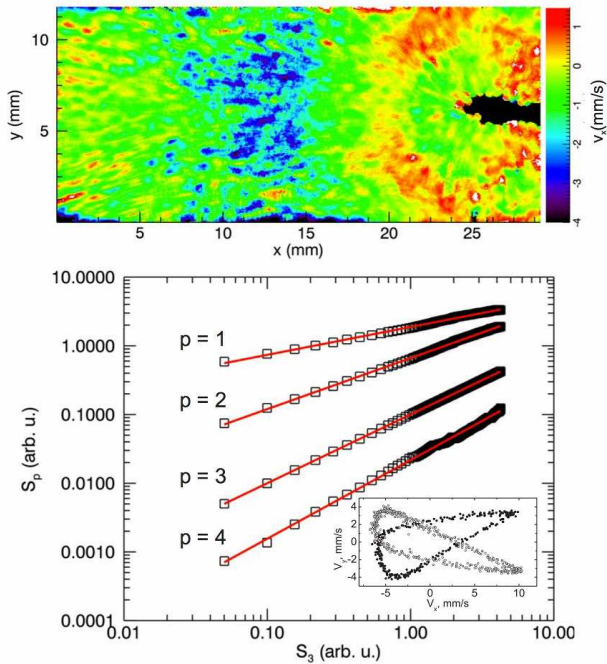 10
5
y (mm)
5 10 15 20 25
x (mm)
1
0
-1
-2
-3
-4
vx(mm/s)
10.0000
1.0000
0.1000
0.0100
0.0010
0.0001
Sp (arb. u.)
p = 1
p = 2
p = 3
p = 4
4
2
0
-2
-4
Vx, mm/s
-5 0 5 10
Vx, mm/s
0.01 0.10 1.00 10.00
S3 (arb. u.)